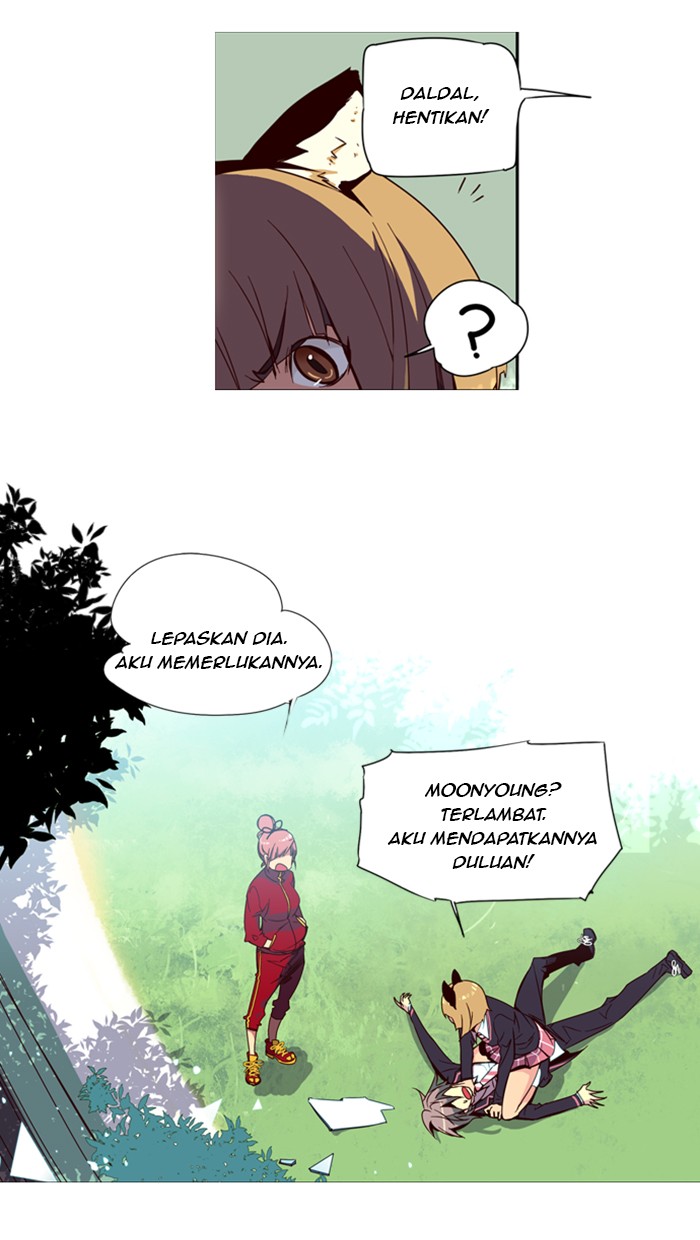 DALDAL,
HENTIKAN!
?
LEPASKAN DIA.
AKU MEMERLUKANNYA.
MOONYOUNG?
TERLAMBAT.
AKU MENDAPATKANNYA
DULUAN!